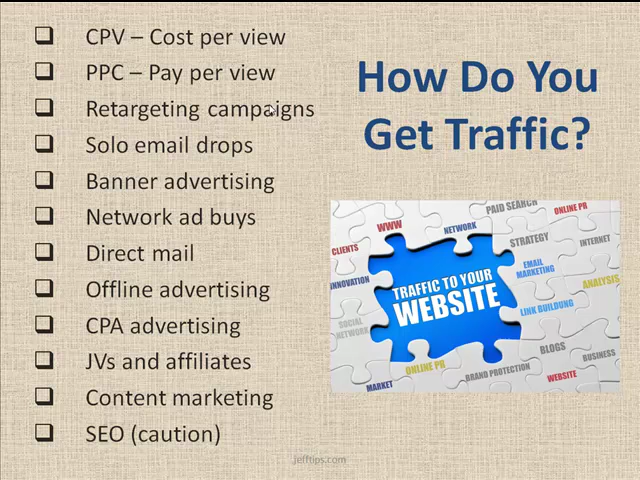 CPV – Cost per view
PPC – Pay per view
Retargeting campaigns
Solo email drops
Banner advertising
Network ad buys
Direct mail
Offline advertising
CPA advertising
JVs and affiliates
Content marketing
SEO (caution)
How Do You
Get Traffic?
PAID SEARCH
ONLINE PR
WWW
NETWORK
STRATEGY
INTERNET
CLIENTS
EMAIL
MARKETING
INNOVATION
ANALYSIS
TRAFFIC TO YOUR
WEBSITE
LINK BUILDUNG
SOCIAL
NETWORK
BLOGS
BUSINESS
ONLINE PR
BRAND PROTECTION
WEBSITE
MARKET
jefftips.com